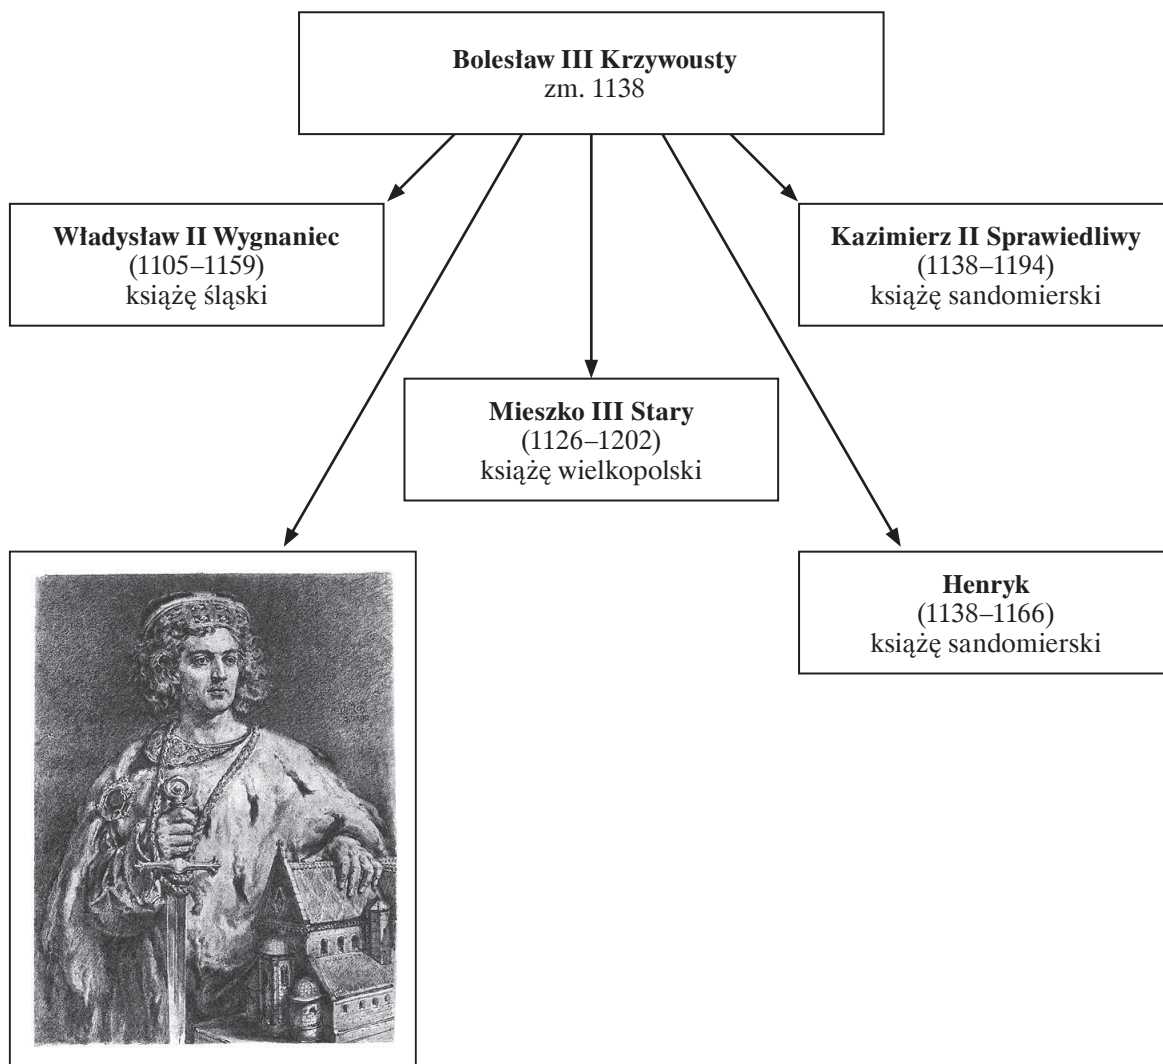 Bolesław III Krzywousty
zm. 1138
Władysław II Wygnaniec
(1105–1159)
książę śląski
Kazimierz II Sprawiedliwy
(1138–1194)
książę sandomierski
Mieszko III Stary
(1126–1202)
książę wielkopolski
Henryk
(1138–1166)
książę sandomierski